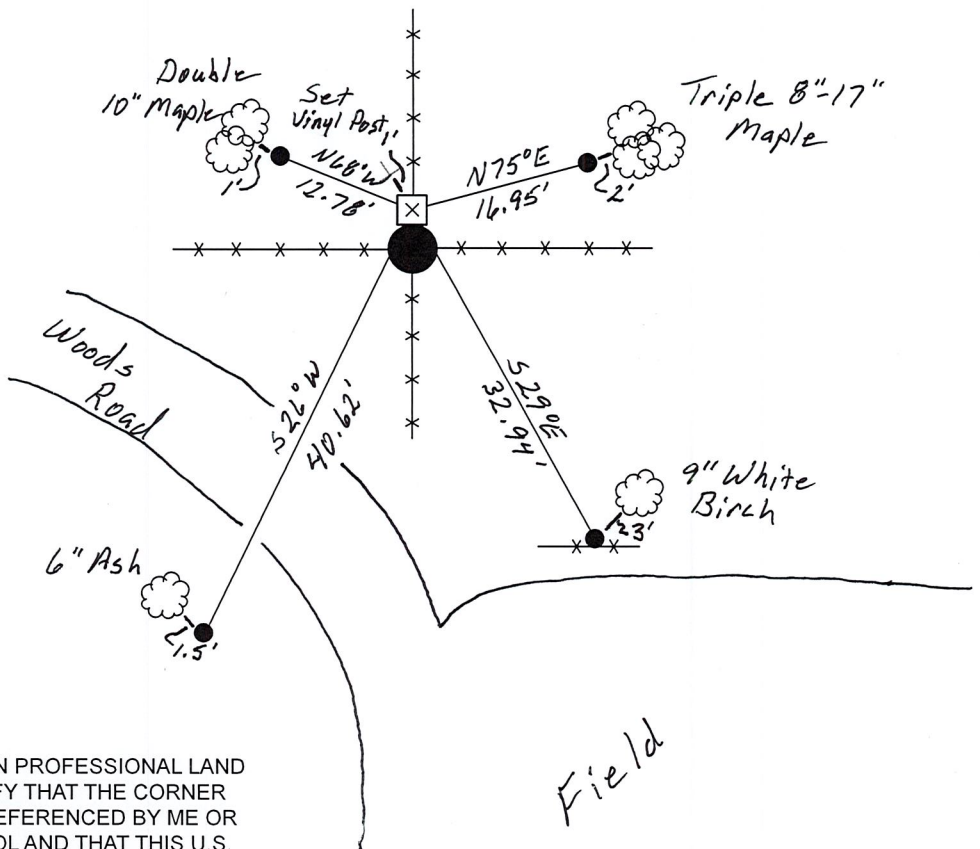 Double
10" Maple
Set
Vinyl Post
1'
Triple 8"-17"
Maple
N68°W
12.78'
1'
N75°E
16.95'
2'
Woods
Road
S26°W
40.62'
S29°E
32.94'
9" White
Birch
23'
6" Ash
1.5'
Field
N PROFESSIONAL LAND
FY THAT THE CORNER
EFERENCED BY ME OR
OL AND THAT THIS U.S.